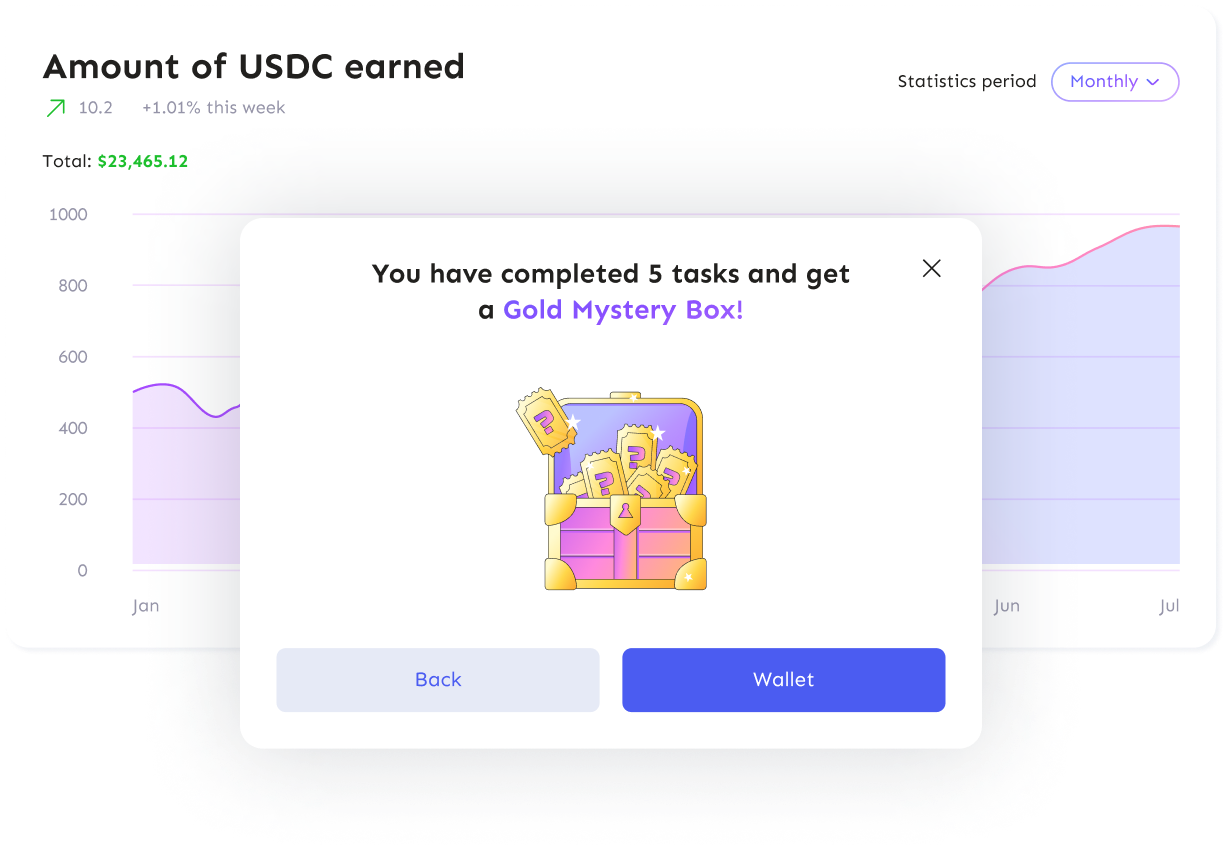 Amount of USDC earned
10.2 +1.01% this week
Statistics period Monthly
Total: $23,465.12
1000
800
600
400
200
0
Jan
Jun
Jul
You have completed 5 tasks and get
a Gold Mystery Box!
?
?
?
?
?
Back
Wallet